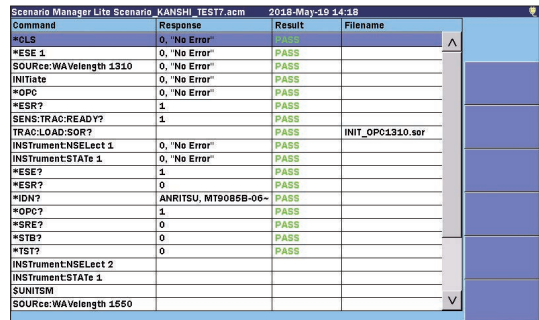 Scenario Manager Lite Scenario_KANSHI_TEST7.acm 2018-May-19 14:18
Command Response Result Filename
*CLS 0, "No Error" PASS
*ESE 1 0, "No Error" PASS
SOURce:WAVelength 1310 0, "No Error" PASS
INITiate 0, "No Error" PASS
*OPC 0, "No Error" PASS
*ESR? 1 PASS
SENS:TRAC:READY? 1 PASS
TRAC:LOAD:SOR? PASS INIT_OPC1310.sor
INSTrument:NSELect 1 0, "No Error" PASS
INSTrument:STATe 1 0, "No Error" PASS
*ESE? 1 PASS
*ESR? 0 PASS
*IDN? ANRITSU, MT9085B-06~ PASS
*OPC? 1 PASS
*SRE? 0 PASS
*STB? 0 PASS
*TST? 0 PASS
INSTrument:NSELect 2
INSTrument:STATe 1
$UNITSM
SOURce:WAVelength 1550